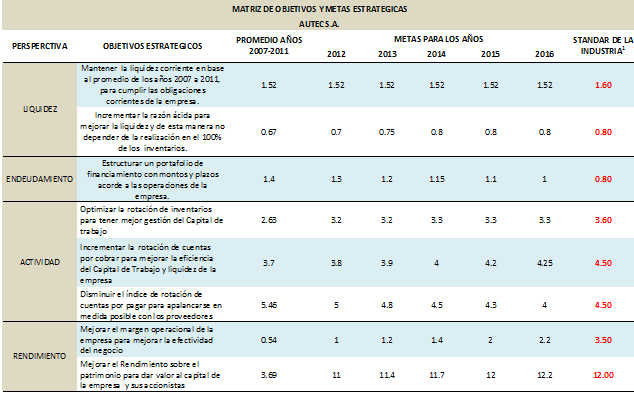 MATRIZ DE OBJETIVOS Y METAS ESTRATEGICAS
AUTEC S.A.
PERSPERCTIVA OBJETIVOS ESTRATEGICOS PROMEDIO AÑOS 2007-2011 METAS PARA LOS AÑOS STANDAR DE LA INDUSTRIA¹
2012 2013 2014 2015 2016
LIQUIDEZ
Mantener la liquidez corriente en base
al promedio de los años 2007 a 2011,
para cumplir las obligaciones
corrientes de la empresa.
1.52 1.52 1.52 1.52 1.52 1.52 1.60
Incrementar la razón ácida para
mejorar la liquidez y de esta manera no
depender de la realización en el 100%
de los inventarios.
0.67 0.7 0.75 0.8 0.8 0.8 0.80
ENDEUDAMIENTO
Estructurar un portafolio de
financiamiento con montos y plazos
acorde a las operaciones de la
empresa.
1.4 1.3 1.2 1.15 1.1 1 0.80
ACTIVIDAD
Optimizar la rotación de inventarios
para tener mejor gestión del Capital de
trabajo
2.63 3.2 3.2 3.3 3.3 3.3 3.60
Incrementar la rotación de cuentas
por cobrar para mejorar la eficiencia
del Capital de Trabajo y liquidez de la
empresa
3.7 3.8 3.9 4 4.2 4.25 4.50
Disminuir el índice de rotación de
cuentas por pagar para apalancarse en
medida posible con los proveedores
5.46 5 4.8 4.5 4.3 4 4.50
RENDIMIENTO
Mejorar el margen operacional de la
empresa para mejorar la efectividad
del negocio
0.54 1 1.2 1.4 2 2.2 3.50
Mejorar el Rendimiento sobre el
patrimonio para dar valor al capital de
la empresa y sus accionistas
3.69 11 11.4 11.7 12 12.2 12.00